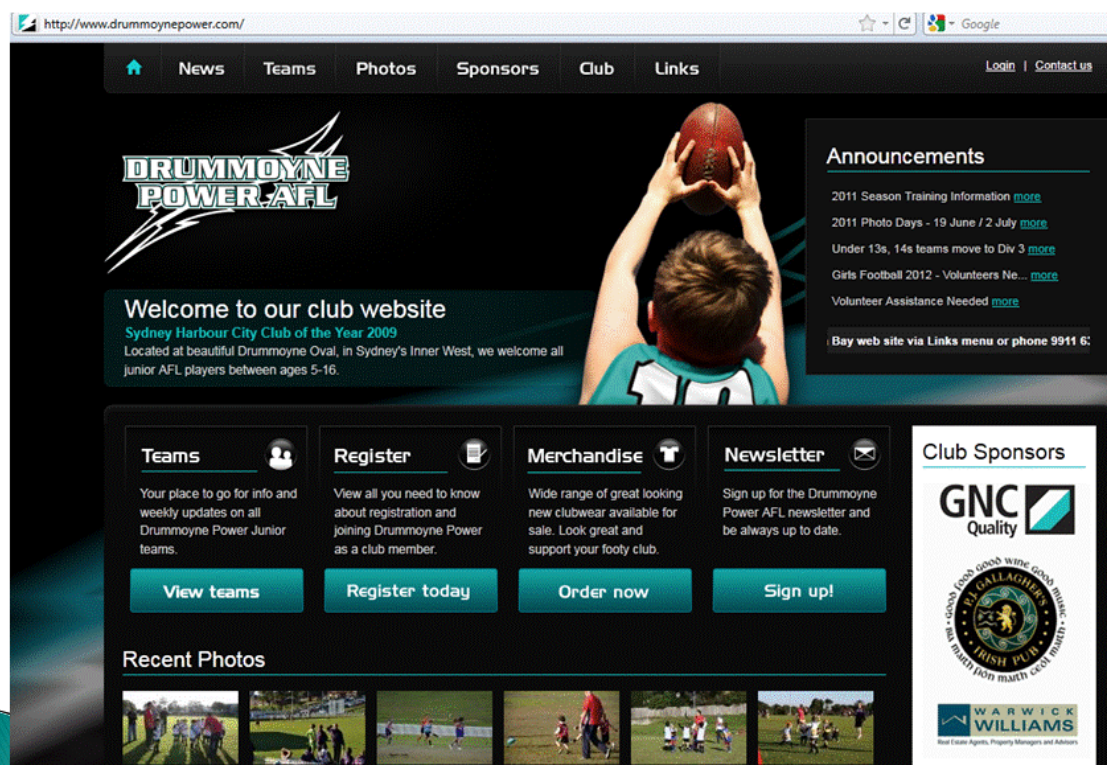 http://www.drummoynepower.com/
Google
News Teams Photos Sponsors Club Links
Login | Contact us
DRUMMOYNE
POWER AFL
Announcements
2011 Season Training Information more
2011 Photo Days - 19 June / 2 July more
Under 13s, 14s teams move to Div 3 more
Girls Football 2012 - Volunteers Ne... more
Volunteer Assistance Needed more
Bay web site via Links menu or phone 9911
Welcome to our club website
Sydney Harbour City Club of the Year 2009
Located at beautiful Drummoyne Oval, in Sydney's Inner West, we welcome all
junior AFL players between ages 5-16.
Teams
Your place to go for info and
weekly updates on all
Drummoyne Power Junior
teams.
View teams
Register
View all you need to know
about registration and
joining Drummoyne Power
as a club member.
Register today
Merchandise
Wide range of great looking
new clubwear available for
sale. Look great and
support your footy club.
Order now
Newsletter
Sign up for the Drummoyne
Power AFL newsletter and
be always up to date.
Sign up!
Club Sponsors
GNC
Quality
good food good wine good music
P.J. GALLAGHER'S
IRISH PUB
WARWICK
WILLIAMS
Real Estate Agents, Property Managers and Advisors
Recent Photos